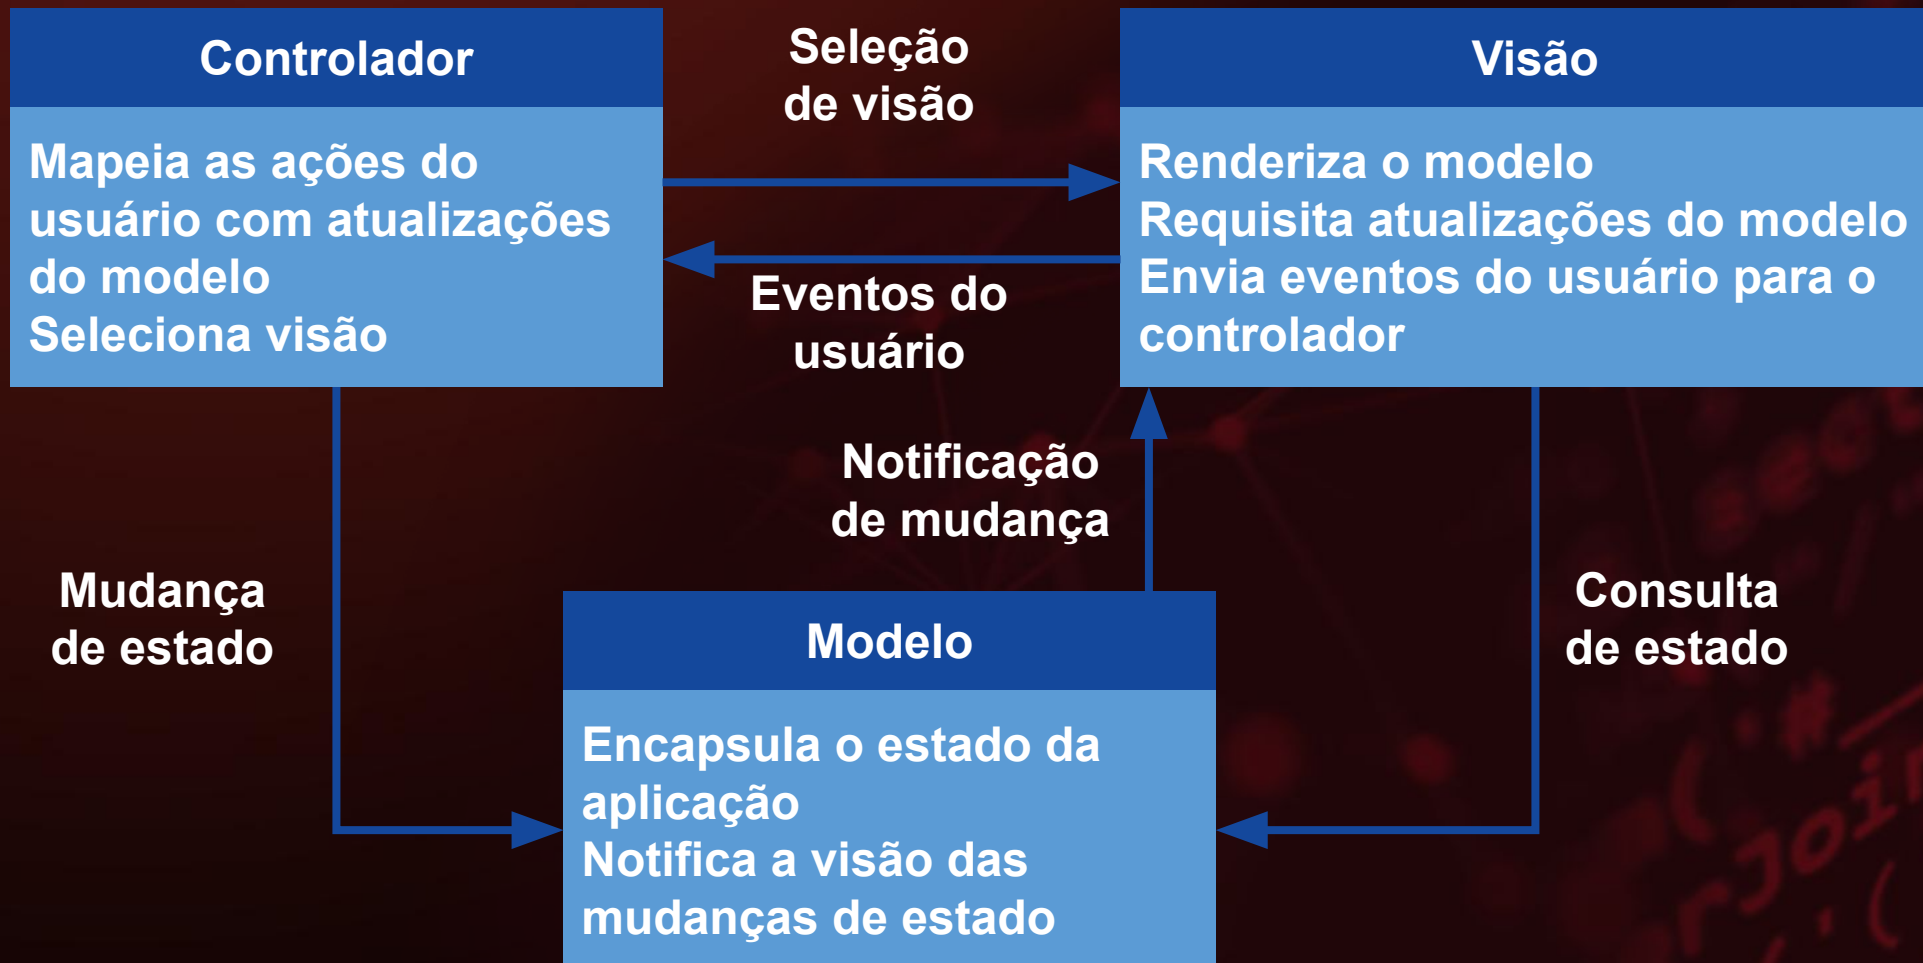 Controlador
Mapeia as ações do
usuário com atualizações
do modelo
Seleciona visão
Seleção
de visão
Eventos do
usuário
Visão
Renderiza o modelo
Requisita atualizações do modelo
Envia eventos do usuário para o
controlador
Notificação
de mudança
Mudança
de estado
Consulta
de estado
Modelo
Encapsula o estado da
aplicação
Notifica a visão das
mudanças de estado